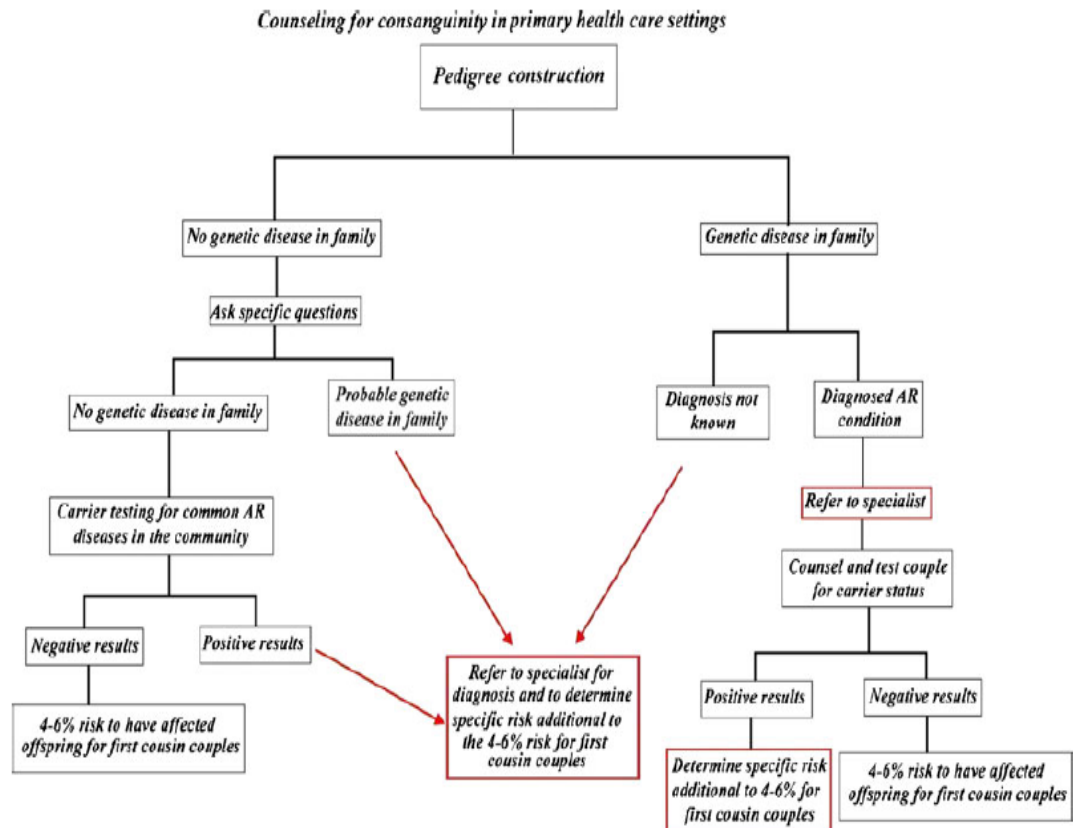 Counseling for consanguinity in primary health care settings
Pedigree construction
No genetic disease in family
Genetic disease in family
Ask specific questions
No genetic disease in family
Probable genetic
disease in family
Diagnosis not
known
Diagnosed AR
condition
Carrier testing for common AR
diseases in the community
Refer to specialist
Counsel and test couple
for carrier status
Negative results
Positive results
Refer to specialist for
diagnosis and to determine
specific risk additional to
the 4-6% risk for first
cousin couples
Positive results
Negative results
4-6% risk to have affected
offspring for first cousin couples
Determine specific risk
additional to 4-6% for
first cousin couples
4-6% risk to have affected
offspring for first cousin couples